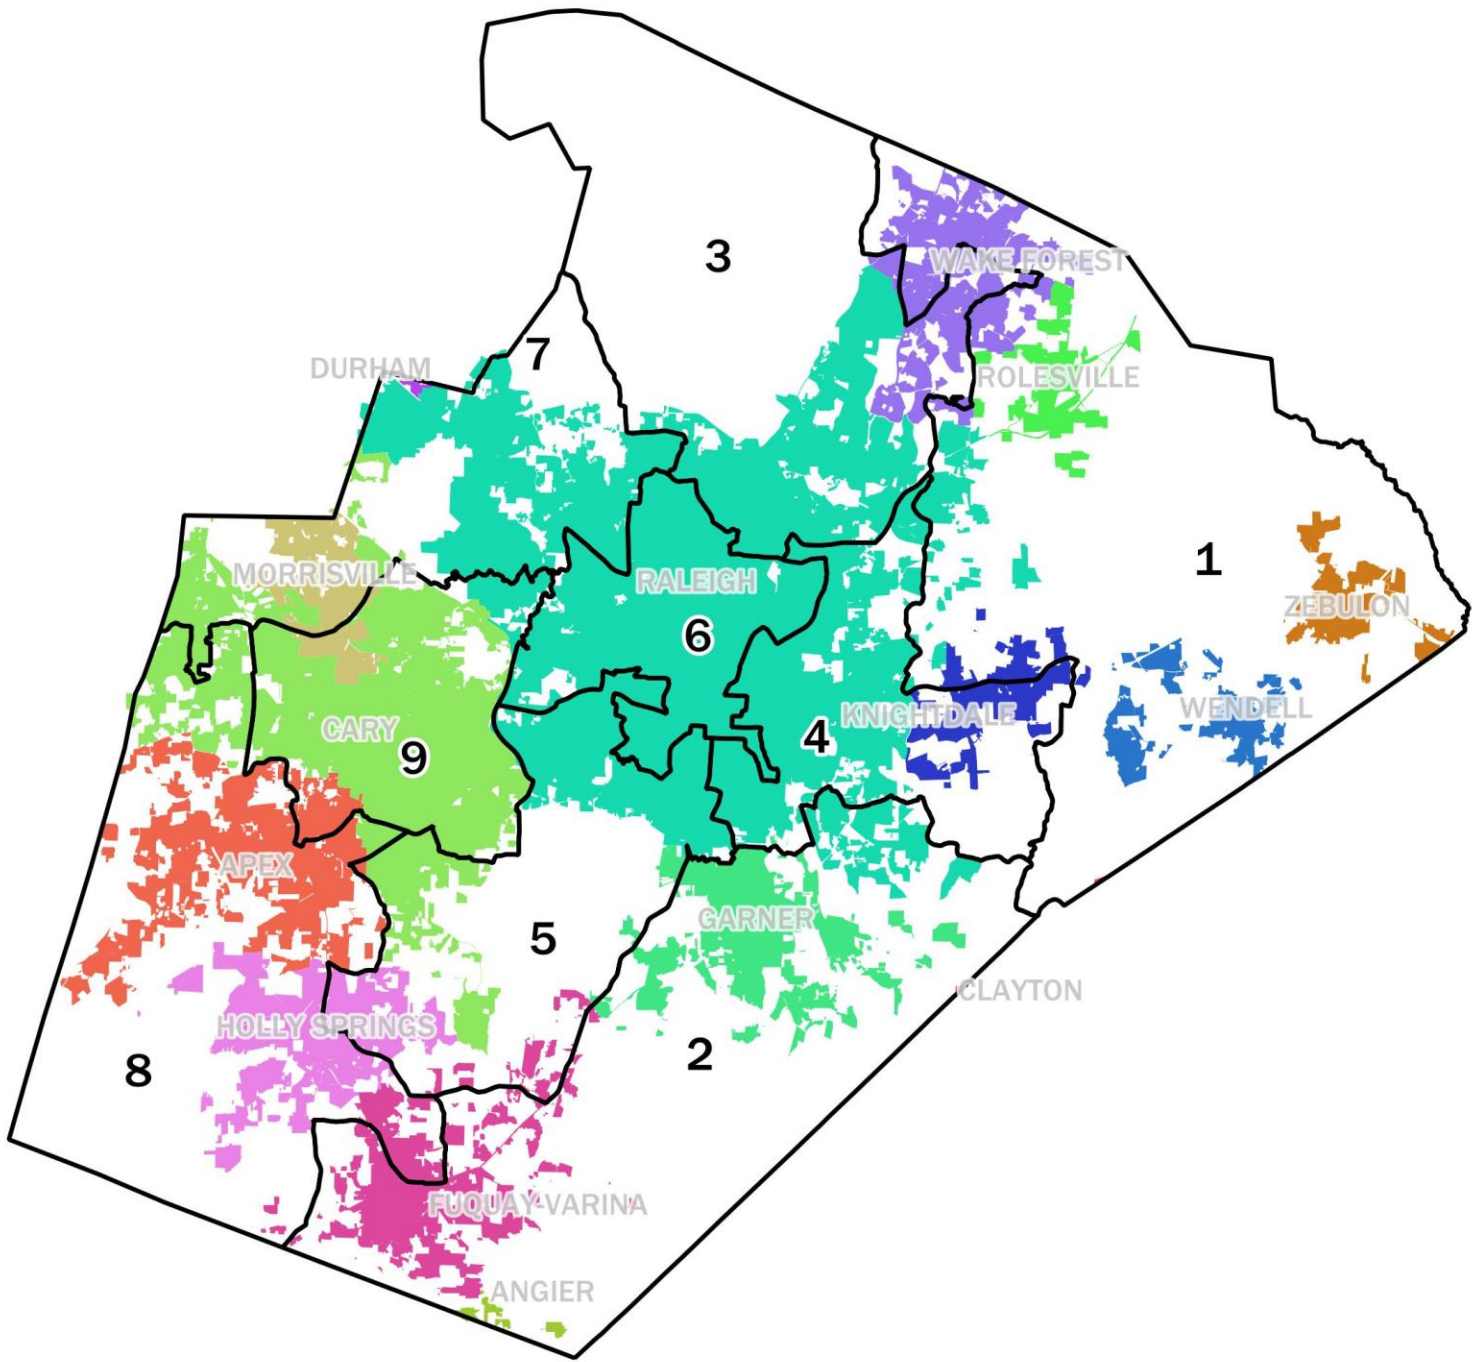 3
WAKE FOREST
7
DURHAM
ROLESVILLE
1
MORRISVILLE
RALEIGH
ZEBULON
6
WENDELL
KNIGHTDALE
CARY
4
9
APEX
GARNER
5
CLAYTON
HOLLY SPRINGS
2
8
FUQUAY-VARINA
ANGIER